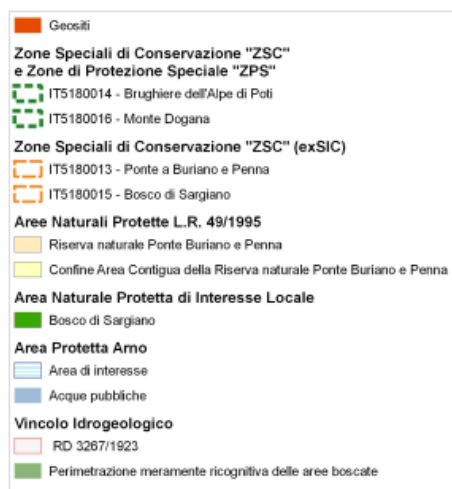 Geositi
Zone Speciali di Conservazione "ZSC"
e Zone di Protezione Speciale "ZPS"
IT5180014 - Brughiere dell'Alpe di Poti
IT5180016 - Monte Dogana
Zone Speciali di Conservazione "ZSC" (exSIC)
IT5180013 - Ponte a Buriano e Penna
IT5180015 - Bosco di Sargiano
Aree Naturali Protette L.R. 49/1995
Riserva naturale Ponte Buriano e Penna
Confine Area Contigua della Riserva naturale Ponte Buriano e Penna
Area Naturale Protetta di Interesse Locale
Bosco di Sargiano
Area Protetta Arno
Area di interesse
Acque pubbliche
Vincolo Idrogeologico
RD 3267/1923
Perimetrazione meramente ricognitiva delle aree boscate